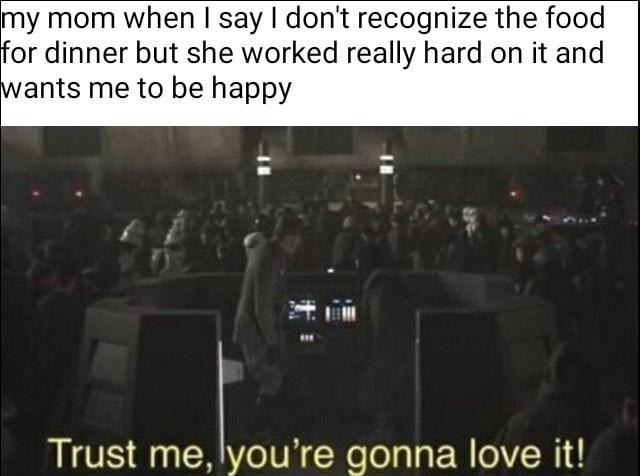 my mom when I say I don't recognize the food
for dinner but she worked really hard on it and
wants me to be happy
Trust me, you're gonna love it!